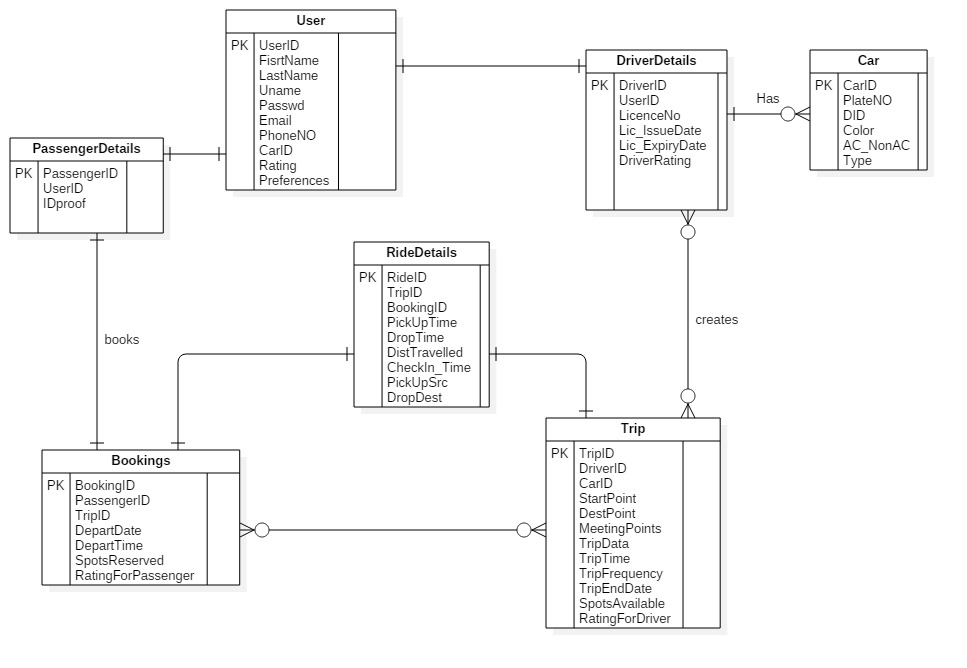 User
PK
UserID
FisrtName
LastName
Uname
Passwd
Email
PhoneNO
CarID
Rating
Preferences
DriverDetails
PK
DriverID
UserID
LicenceNo
Lic_IssueDate
Lic_ExpiryDate
DriverRating
Has
Car
PK
CarID
PlateNO
DID
Color
AC_NonAC
Type
PassengerDetails
PK
PassengerID
UserID
IDproof
RideDetails
PK
RideID
TripID
BookingID
PickUpTime
DropTime
DistTravelled
CheckIn_Time
PickUpSrc
DropDest
books
creates
Bookings
PK
BookingID
PassengerID
TripID
DepartDate
DepartTime
SpotsReserved
RatingForPassenger
Trip
PK
TripID
DriverID
CarID
StartPoint
DestPoint
MeetingPoints
TripData
TripTime
TripFrequency
TripEndDate
SpotsAvailable
RatingForDriver